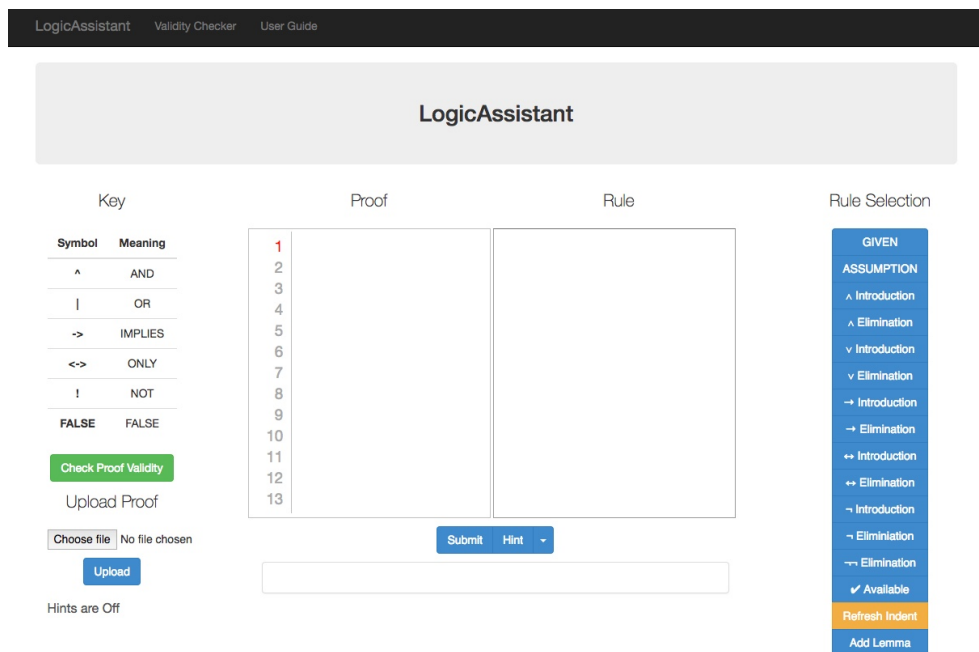 LogicAssistant Validity Checker User Guide
LogicAssistant
Key
Symbol Meaning
^ AND
| OR
-> IMPLIES
<-> ONLY
! NOT
FALSE FALSE
Check Proof Validity
Upload Proof
Choose file No file chosen
Upload
Hints are Off
Proof
Rule
1
2
3
4
5
6
7
8
9
10
11
12
13
Submit Hint
Rule Selection
GIVEN
ASSUMPTION
∧ Introduction
∧ Elimination
∨ Introduction
∨ Elimination
→ Introduction
→ Elimination
↔ Introduction
↔ Elimination
¬ Introduction
¬ Eliminiation
¬¬ Elimination
✔ Available
Refresh Indent
Add Lemma